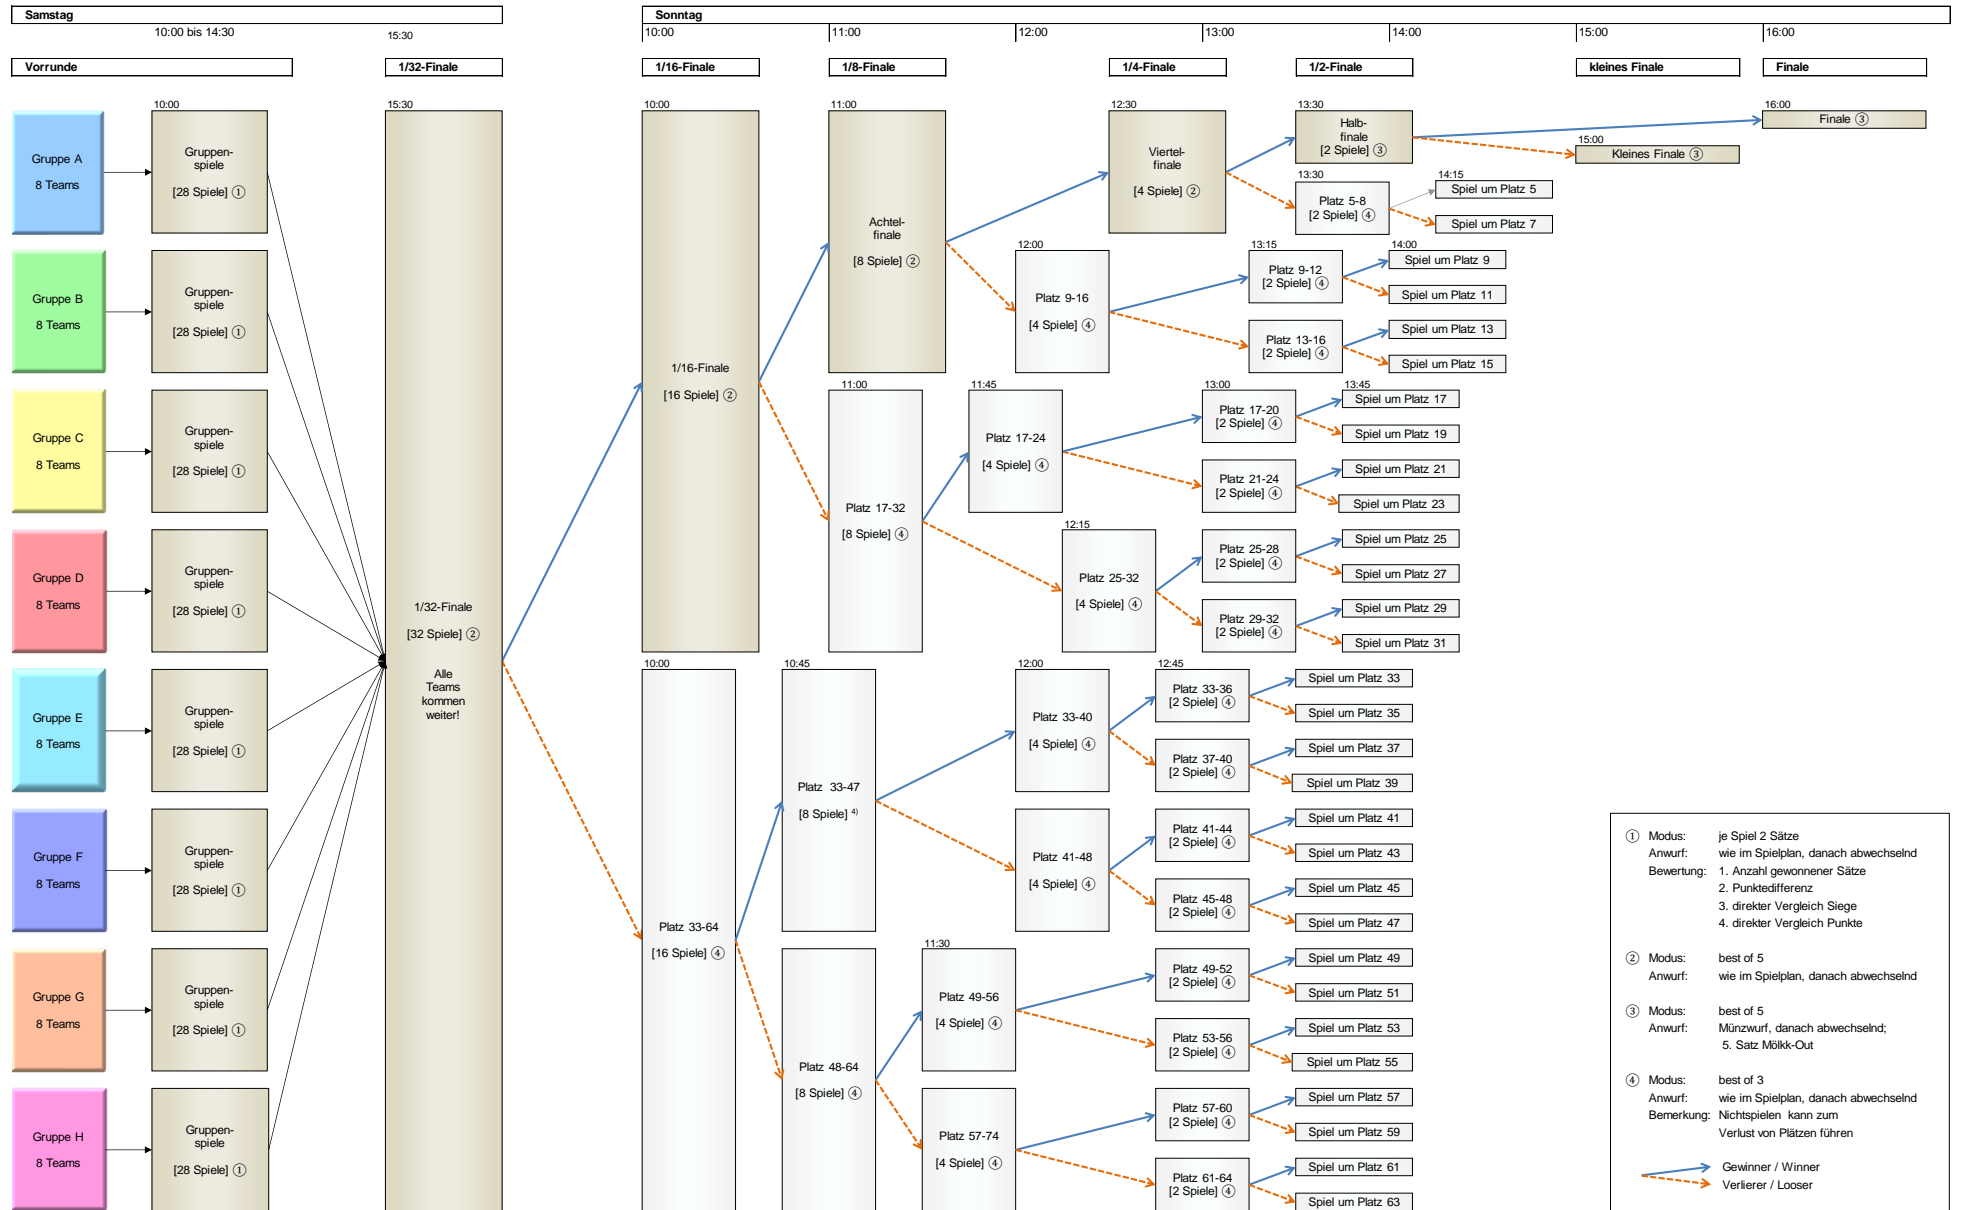 Samstag
Sonntag
10:00 bis 14:30
15:30
10:00
11:00
12:00
13:00
14:00
15:00
16:00
Vorrunde
1/32-Finale
1/16-Finale
1/8-Finale
1/4-Finale
1/2-Finale
kleines Finale
Finale
Gruppe A
8 Teams
Gruppe B
8 Teams
Gruppe C
8 Teams
Gruppe D
8 Teams
Gruppe E
8 Teams
Gruppe F
8 Teams
Gruppe G
8 Teams
Gruppe H
8 Teams
10:00
Gruppen-
spiele
[28 Spiele] ①
Gruppen-
spiele
[28 Spiele] ①
Gruppen-
spiele
[28 Spiele] ①
Gruppen-
spiele
[28 Spiele] ①
Gruppen-
spiele
[28 Spiele] ①
Gruppen-
spiele
[28 Spiele] ①
Gruppen-
spiele
[28 Spiele] ①
Gruppen-
spiele
[28 Spiele] ①
15:30
1/32-Finale
[32 Spiele] ②
Alle
Teams
kommen
weiter!
10:00
1/16-Finale
[16 Spiele] ②
10:00
Platz 33-64
[16 Spiele] ④
11:00
Achtel-
finale
[8 Spiele] ②
11:00
Platz 17-32
[8 Spiele] ④
10:45
Platz 33-47
[8 Spiele] 4)
Platz 48-64
[8 Spiele] ④
12:30
Viertel-
finale
[4 Spiele] ②
12:00
Platz 9-16
[4 Spiele] ④
11:45
Platz 17-24
[4 Spiele] ④
12:15
Platz 25-32
[4 Spiele] ④
12:00
Platz 33-40
[4 Spiele] ④
Platz 41-48
[4 Spiele] ④
11:30
Platz 49-56
[4 Spiele] ④
Platz 57-74
[4 Spiele] ④
13:30
Halb-
finale
[2 Spiele] ③
13:30
Platz 5-8
[2 Spiele] ④
13:15
Platz 9-12
[2 Spiele] ④
Platz 13-16
[2 Spiele] ④
13:00
Platz 17-20
[2 Spiele] ④
Platz 21-24
[2 Spiele] ④
Platz 25-28
[2 Spiele] ④
Platz 29-32
[2 Spiele] ④
12:45
Platz 33-36
[2 Spiele] ④
Platz 37-40
[2 Spiele] ④
Platz 41-44
[2 Spiele] ④
Platz 45-48
[2 Spiele] ④
Platz 49-52
[2 Spiele] ④
Platz 53-56
[2 Spiele] ④
Platz 57-60
[2 Spiele] ④
Platz 61-64
[2 Spiele] ④
16:00
Finale ③
15:00
Kleines Finale ③
14:15
Spiel um Platz 5
Spiel um Platz 7
14:00
Spiel um Platz 9
Spiel um Platz 11
Spiel um Platz 13
Spiel um Platz 15
13:45
Spiel um Platz 17
Spiel um Platz 19
Spiel um Platz 21
Spiel um Platz 23
Spiel um Platz 25
Spiel um Platz 27
Spiel um Platz 29
Spiel um Platz 31
Spiel um Platz 33
Spiel um Platz 35
Spiel um Platz 37
Spiel um Platz 39
Spiel um Platz 41
Spiel um Platz 43
Spiel um Platz 45
Spiel um Platz 47
Spiel um Platz 49
Spiel um Platz 51
Spiel um Platz 53
Spiel um Platz 55
Spiel um Platz 57
Spiel um Platz 59
Spiel um Platz 61
Spiel um Platz 63
① Modus: je Spiel 2 Sätze
Anwurf: wie im Spielplan, danach abwechselnd
Bewertung: 1. Anzahl gewonnener Sätze
2. Punktedifferenz
3. direkter Vergleich Siege
4. direkter Vergleich Punkte
② Modus: best of 5
Anwurf: wie im Spielplan, danach abwechselnd
③ Modus: best of 5
Anwurf: Münzwurf, danach abwechselnd;
5. Satz Mölkk-Out
④ Modus: best of 3
Anwurf: wie im Spielplan, danach abwechselnd
Bemerkung: Nichtspielen kann zum
Verlust von Plätzen führen
Gewinner / Winner
Verlierer / Looser